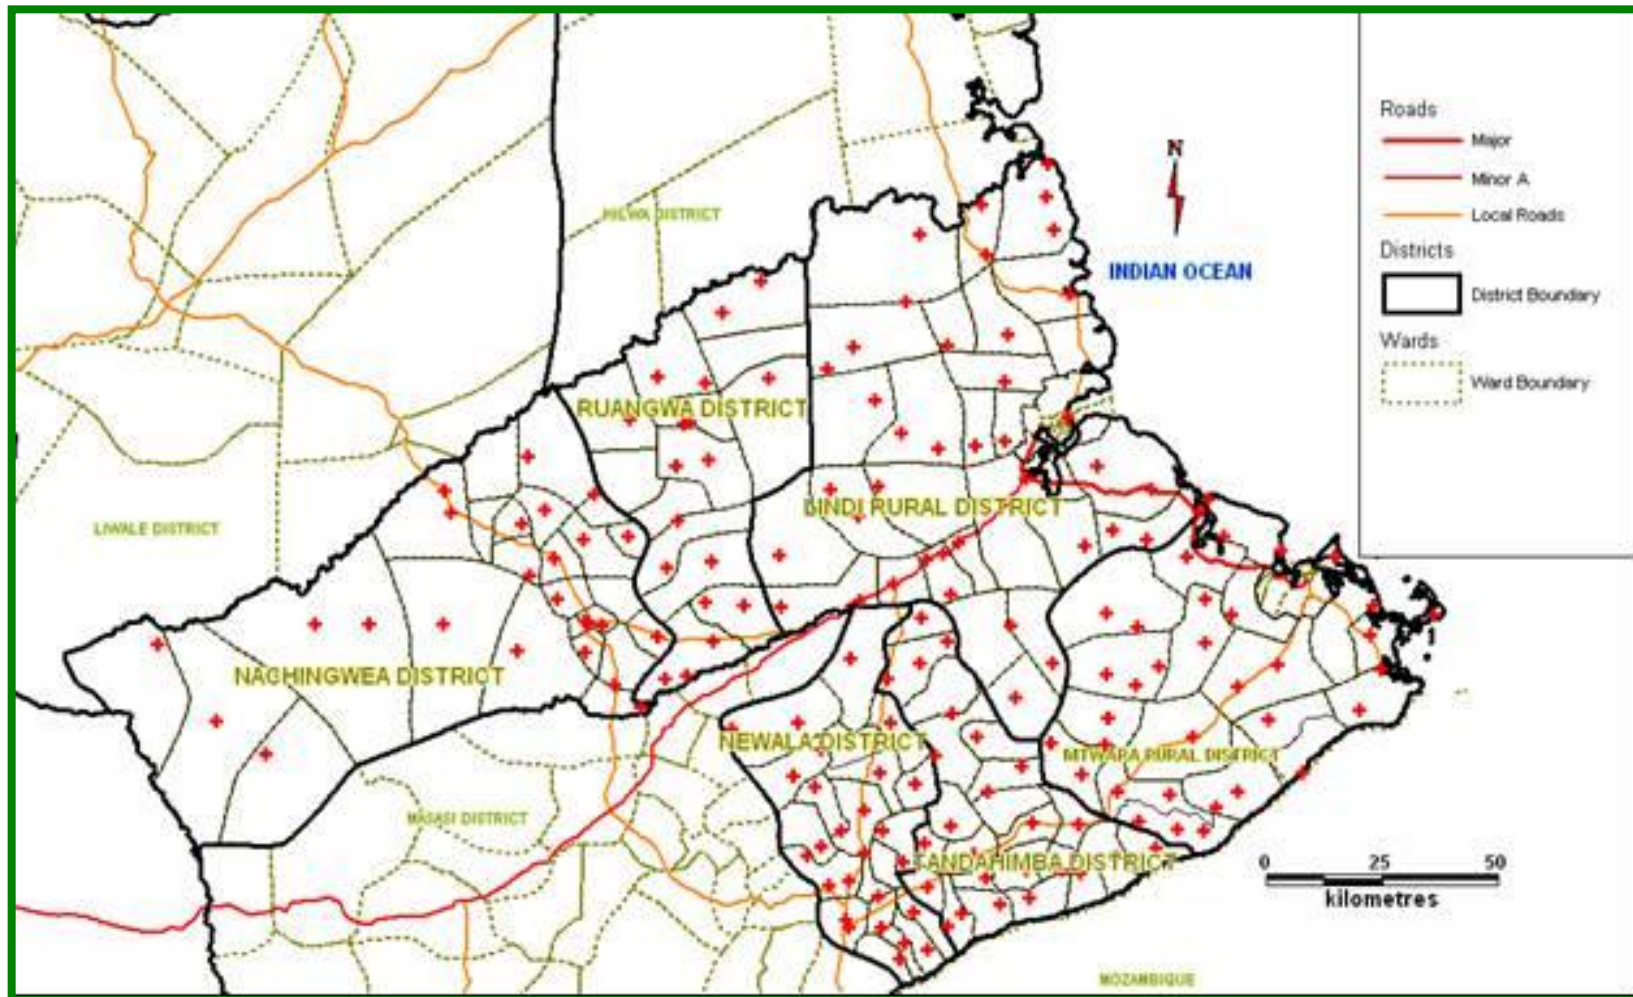 Roads
Major
Minor A
Local Roads
Districts
District Boundary
Wards
Ward Boundary
N
INDIAN OCEAN
KILWA DISTRICT
RUANGWA DISTRICT
LINDI RURAL DISTRICT
LIWALE DISTRICT
NACHINGWEA DISTRICT
NEWALA DISTRICT
MTWARA RURAL DISTRICT
MASASI DISTRICT
TANDAHIMBA DISTRICT
0 25 50
kilometres
MOZAMBIQUE